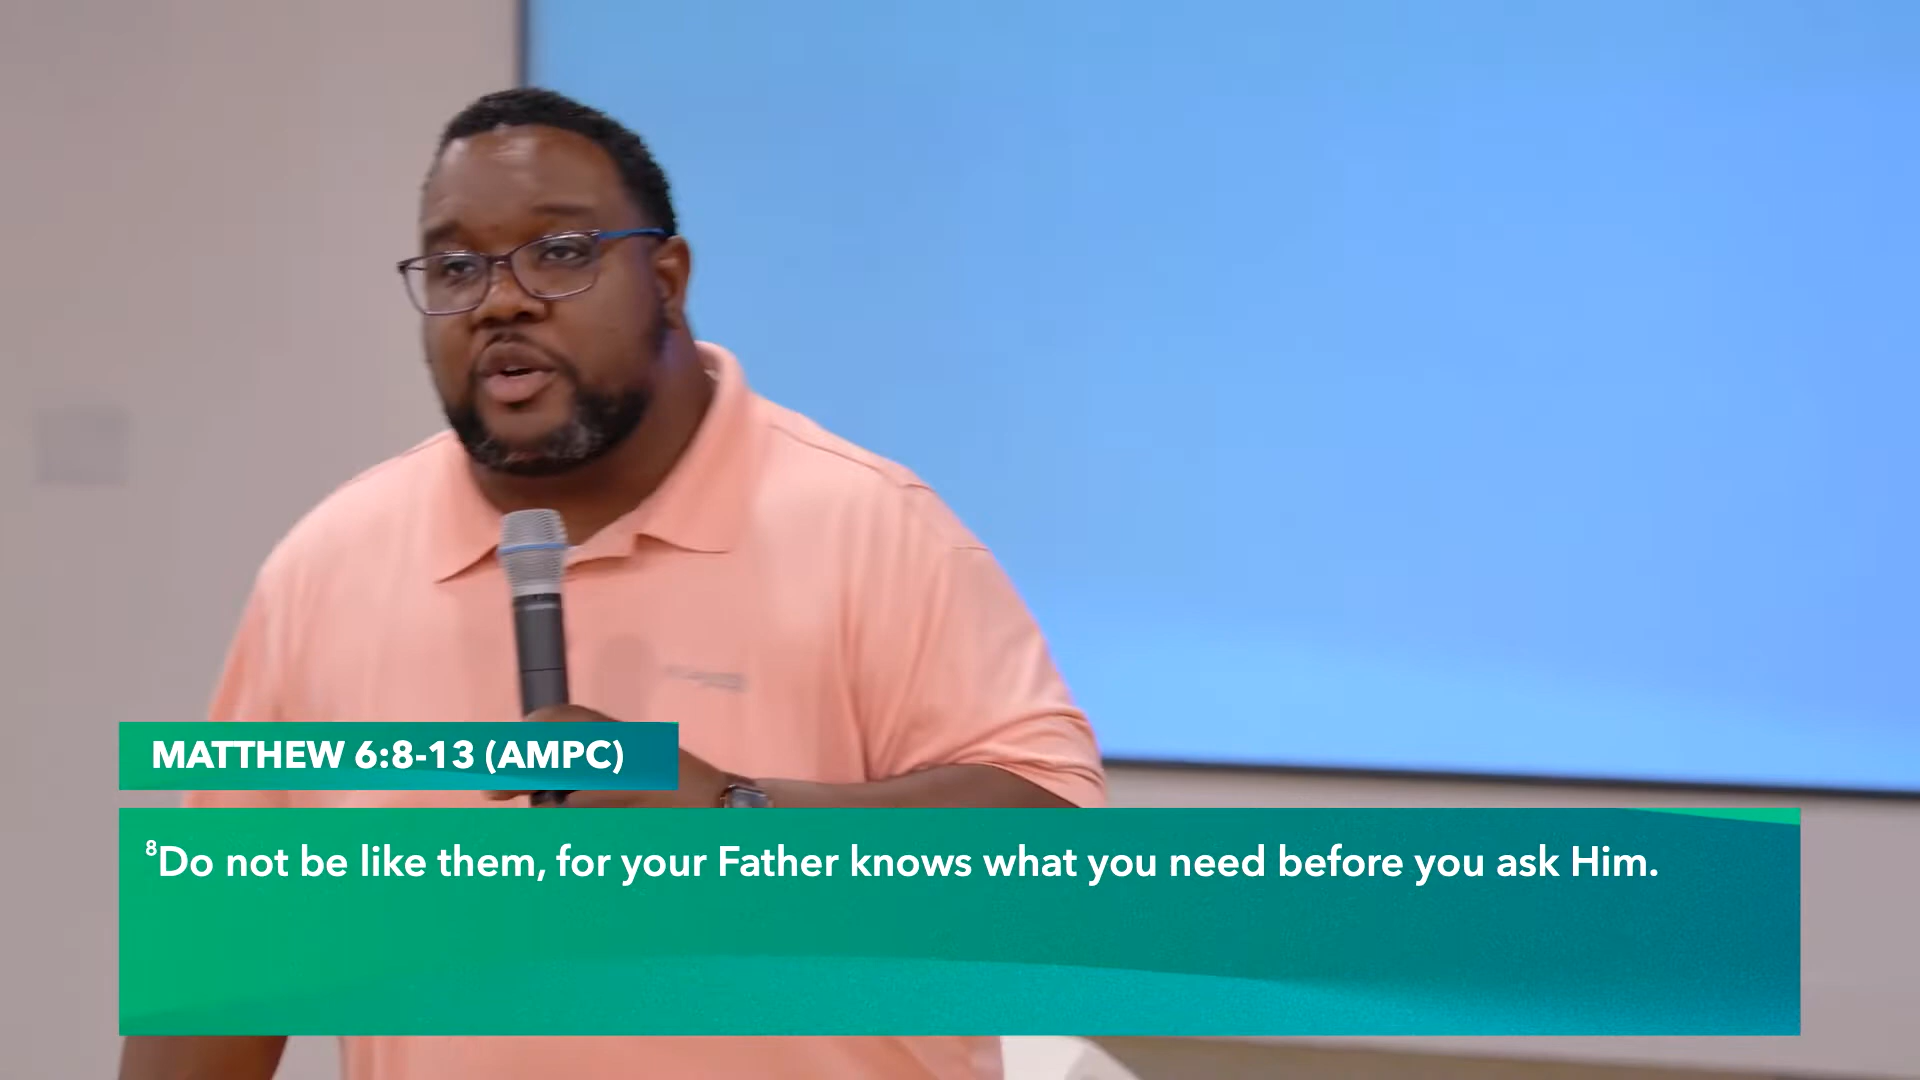 MATTHEW 6:8-13 (AMPC)
⁸Do not be like them, for your Father knows what you need before you ask Him.